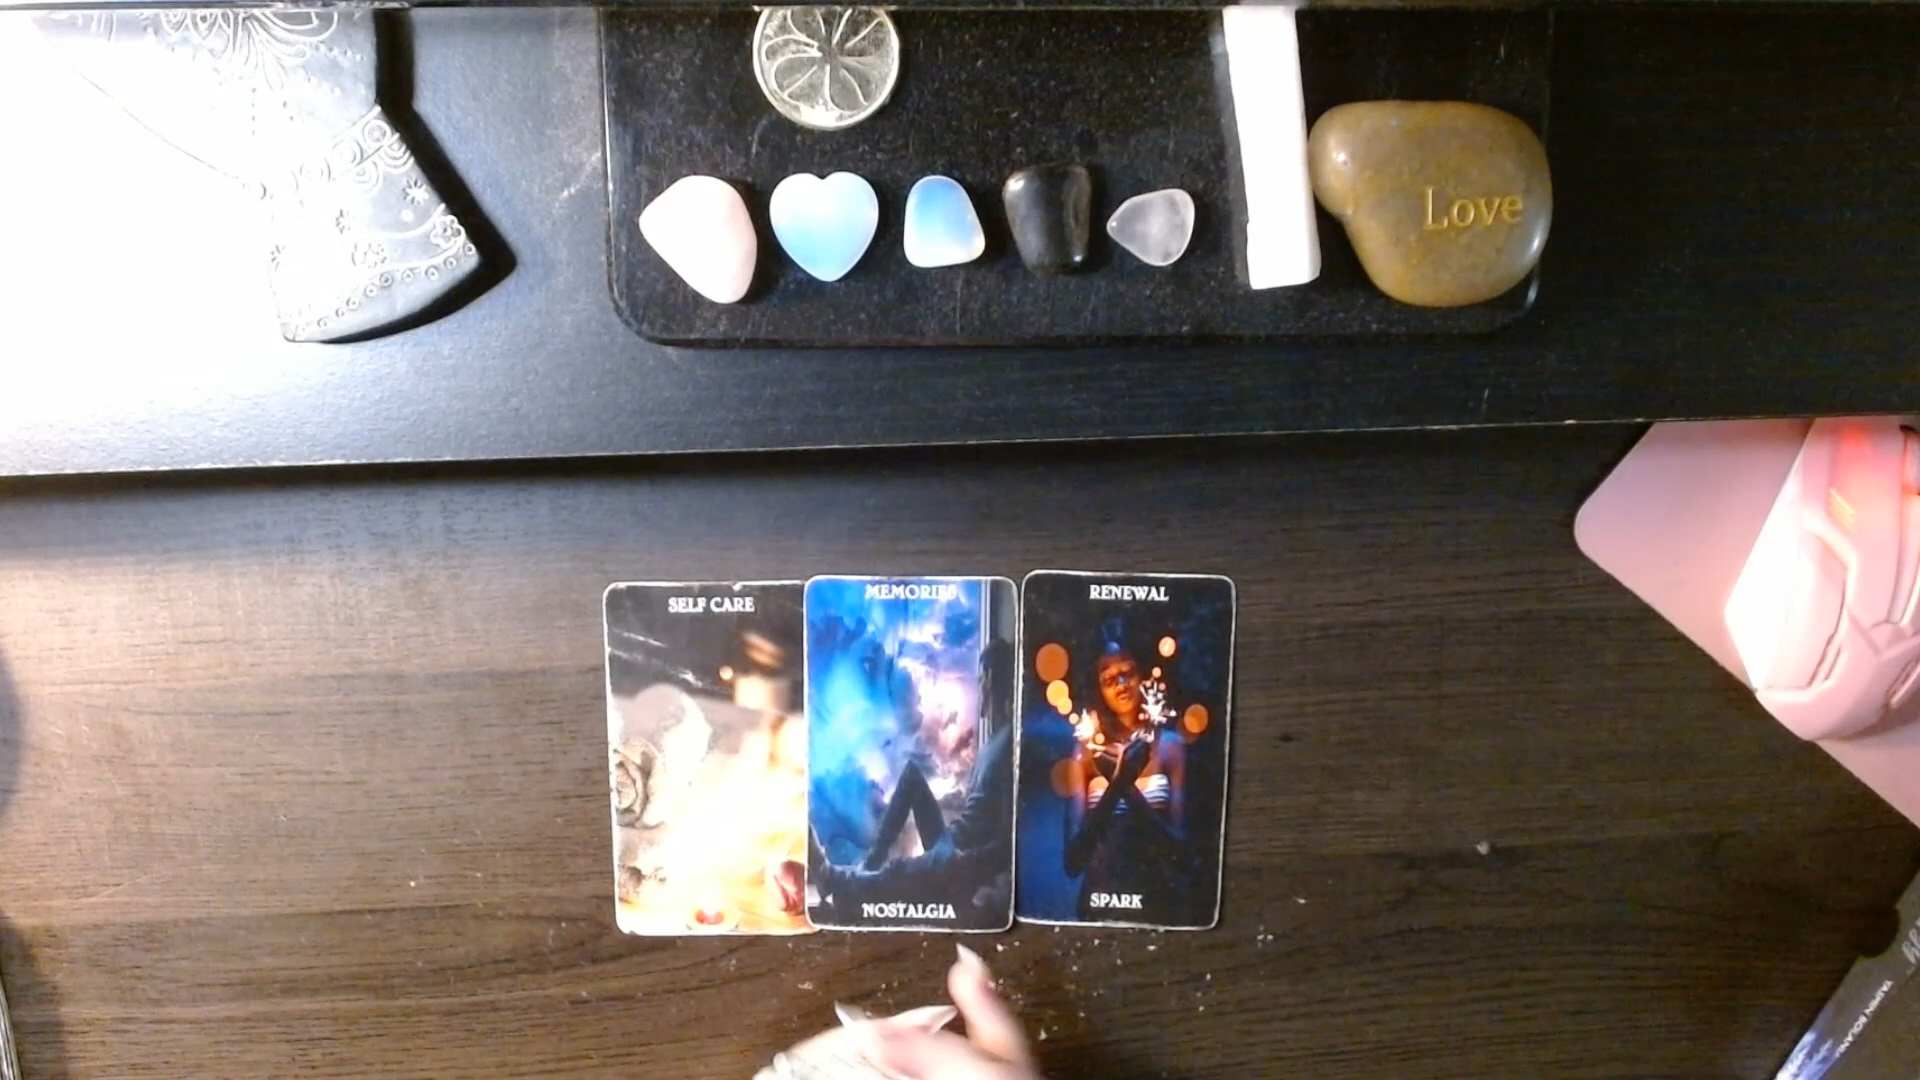 Love
SELF CARE
MEMORIES
RENEWAL
NOSTALGIA
SPARK